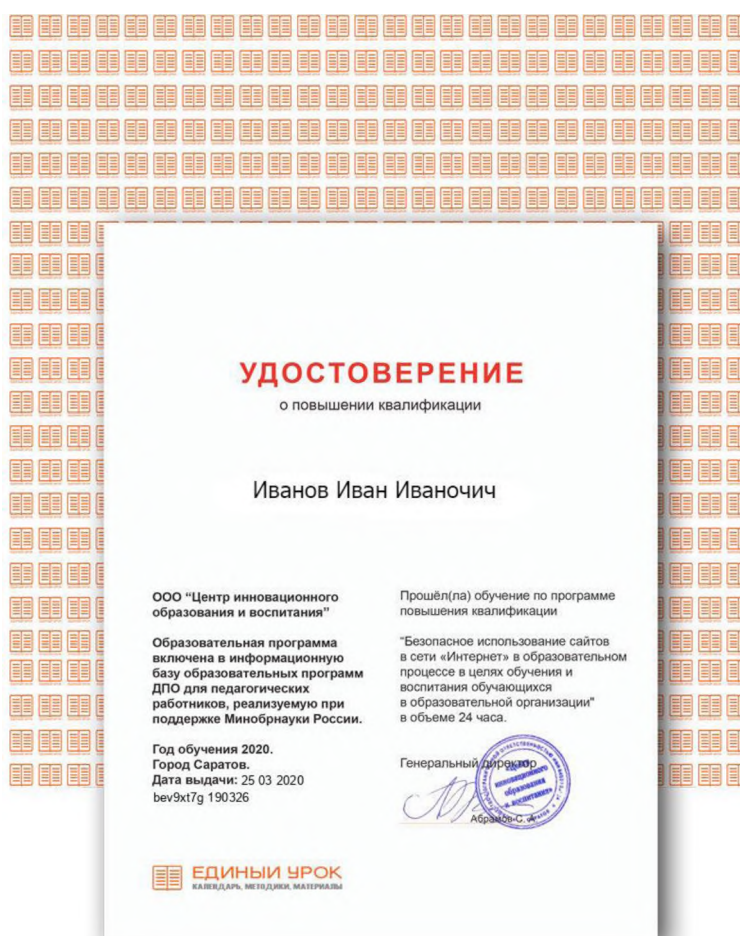 УДОСТОВЕРЕНИЕ
о повышении квалификации
Иванов Иван Иваночич
ООО “Центр инновационного
образования и воспитания”
Образовательная программа
включена в информационную
базу образовательных программ
ДПО для педагогических
работников, реализуемую при
поддержке Минобрнауки России.
Год обучения 2020.
Город Саратов.
Дата выдачи: 25 03 2020
bev9xt7g 190326
Прошёл(ла) обучение по программе
повышения квалификации
“Безопасное использование сайтов
в сети «Интернет» в образовательном
процессе в целях обучения и
воспитания обучающихся
в образовательной организации”
в объеме 24 часа.
Генеральный директор
инновационного
образования
и воспитания»
Абрамов С. А
ЕДИНЫЙ УРОК
КАЛЕНДАРЬ, МЕТОДИКИ, МАТЕРИАЛЫ